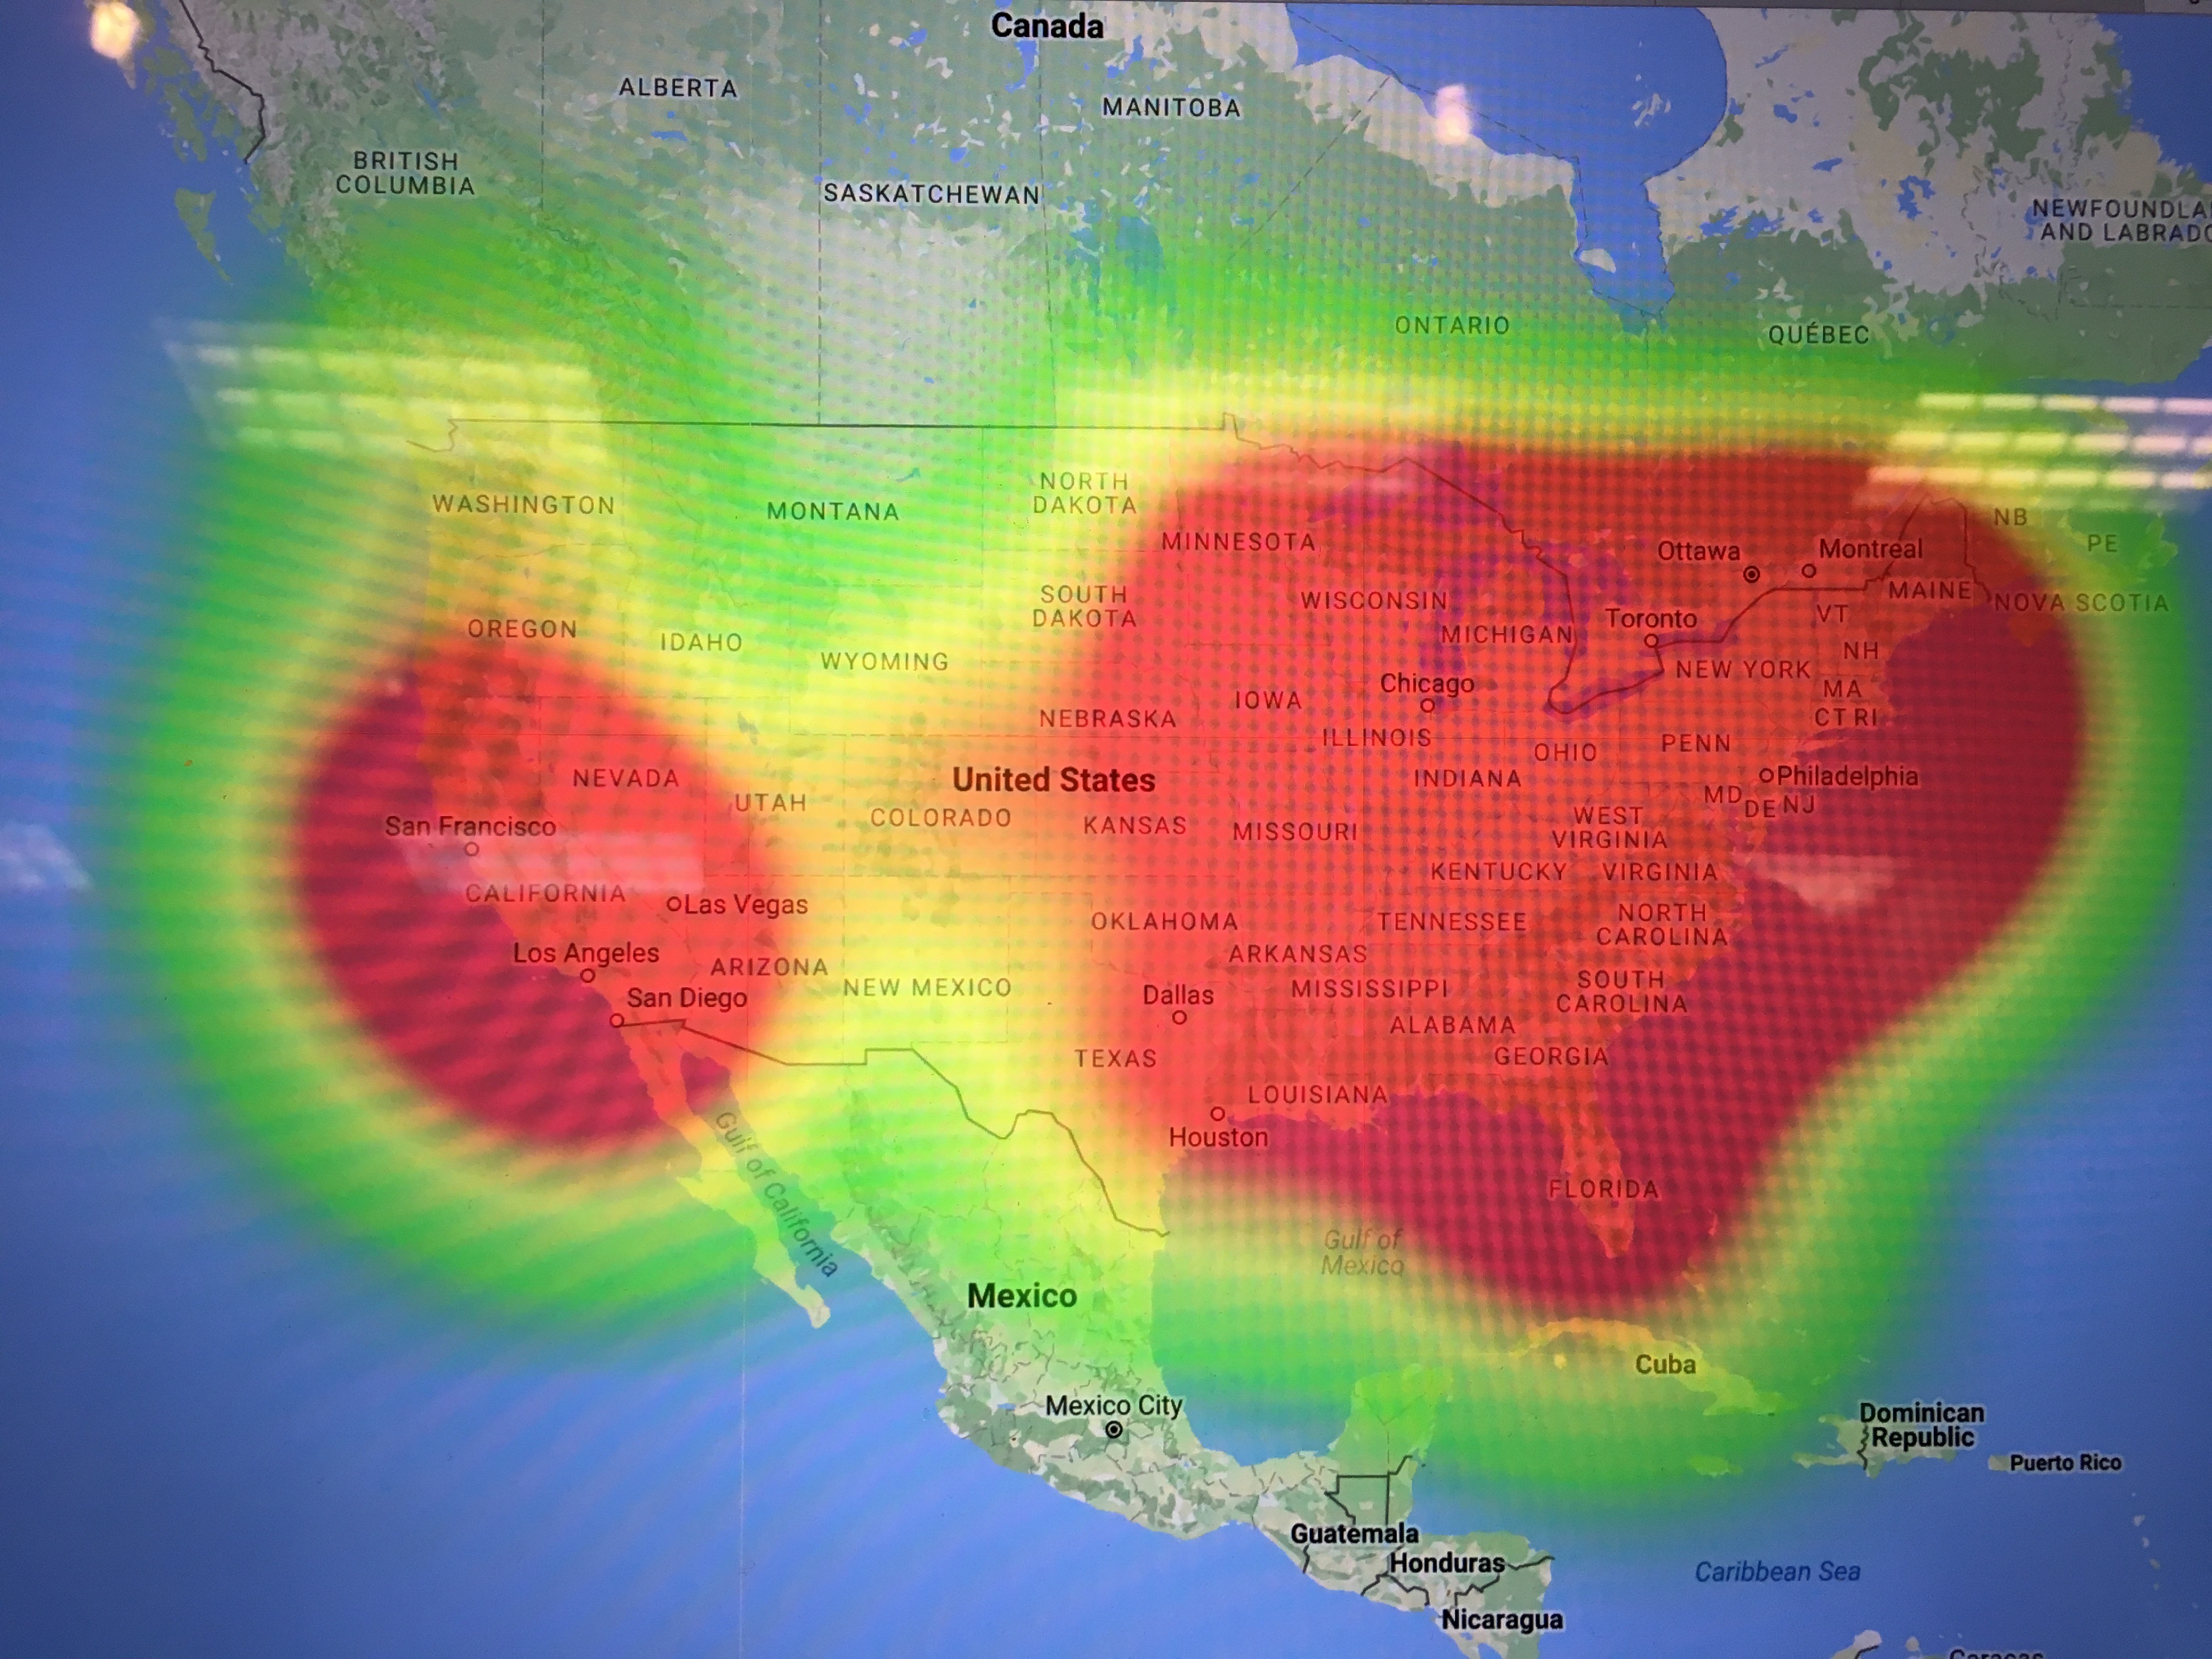 Canada
ALBERTA
MANITOBA
BRITISH
COLUMBIA
SASKATCHEWAN
NEWFOUNDLA
AND LABRADO
ONTARIO
QUÉBEC
WASHINGTON
MONTANA
NORTH
DAKOTA
MINNESOTA
NB
PE
Ottawa
Montreal
MAINE
NOVA SCOTIA
OREGON
IDAHO
WYOMING
SOUTH
DAKOTA
WISCONSIN
MICHIGAN
Toronto
VT
NH
NEW YORK
MA
CT RI
NEBRASKA
IOWA
Chicago
ILLINOIS
OHIO
PENN
NEVADA
UTAH
United States
COLORADO
KANSAS
MISSOURI
INDIANA
Philadelphia
MD
DE NJ
WEST
VIRGINIA
San Francisco
CALIFORNIA
Las Vegas
KENTUCKY
VIRGINIA
OKLAHOMA
TENNESSEE
NORTH
CAROLINA
Los Angeles
ARIZONA
NEW MEXICO
ARKANSAS
San Diego
Dallas
MISSISSIPPI
SOUTH
CAROLINA
ALABAMA
TEXAS
GEORGIA
LOUISIANA
Houston
FLORIDA
Gulf of California
Gulf of
Mexico
Mexico
Cuba
Mexico City
Dominican
Republic
Puerto Rico
Guatemala
Honduras
Caribbean Sea
Nicaragua